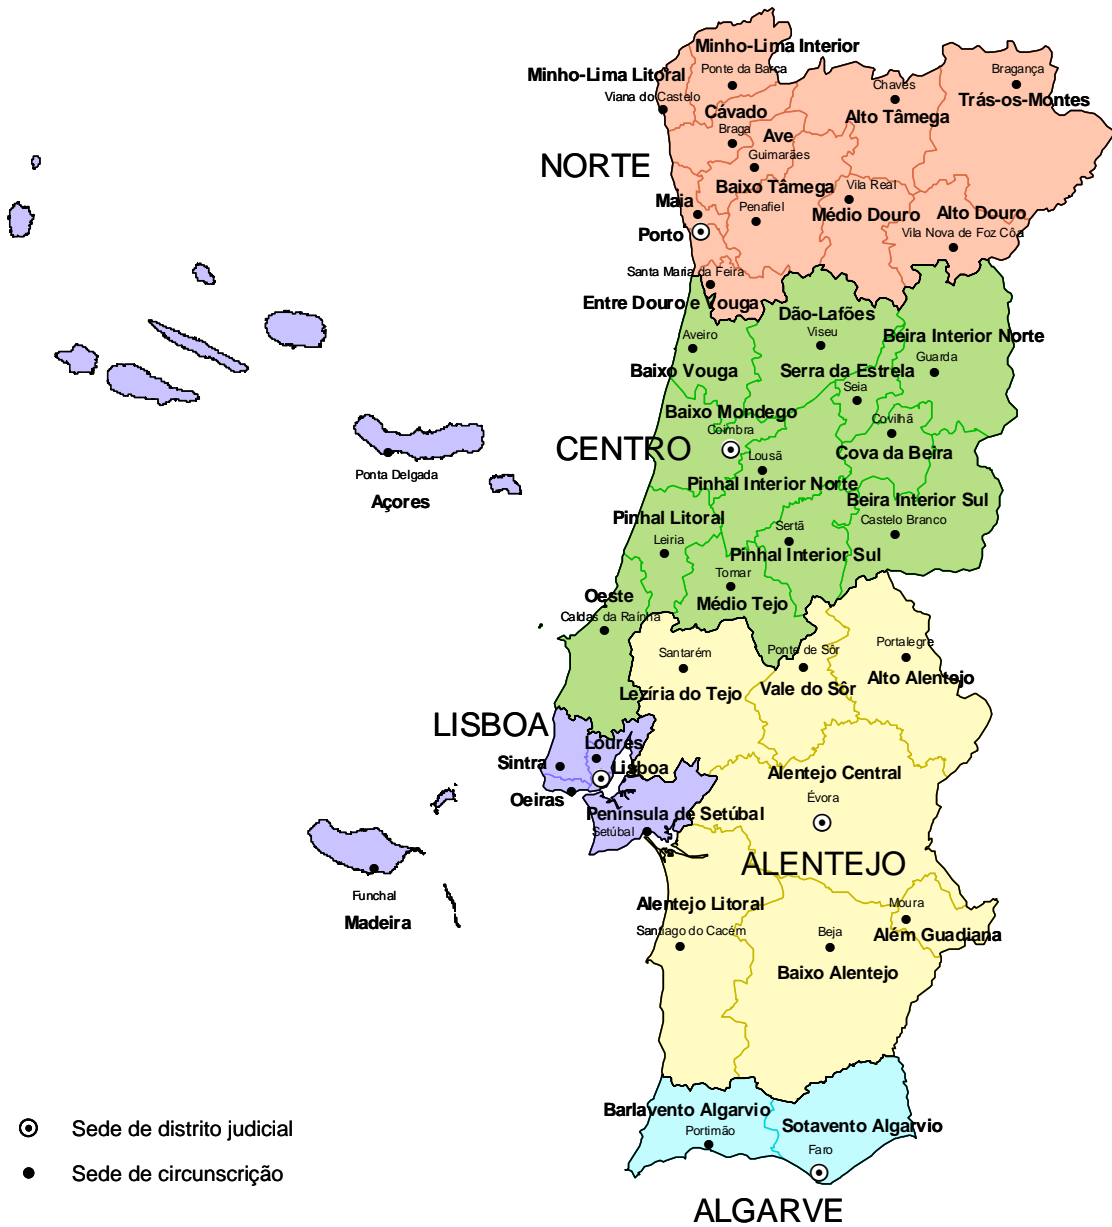 Minho-Lima Interior
Ponte da Barça
Minho-Lima Litoral
Viana do Castelo
Bragança
Trás-os-Montes
Chaves
Alto Tâmega
Cávado
Braga
Ave
Guimarães
NORTE
Baixo Tâmega
Penafiel
Maia
Porto
Vila Real
Médio Douro
Alto Douro
Vila Nova de Foz Côa
Santa Maria da Feira
Entre Douro e Vouga
Dão-Lafões
Viseu
Aveiro
Baixo Vouga
Beira Interior Norte
Guarda
Serra da Estrela
Seia
Baixo Mondego
Coimbra
CENTRO
Covilhã
Cova da Beira
Lousã
Pinhal Interior Norte
Ponta Delgada
Açores
Beira Interior Sul
Castelo Branco
Pinhal Litoral
Leiria
Sertã
Pinhal Interior Sul
Tomar
Médio Tejo
Oeste
Caldas da Raínha
Santarém
Lezíria do Tejo
Ponte de Sôr
Vale do Sôr
Portalegre
Alto Alentejo
LISBOA
Loures
Sintra
Lisboa
Oeiras
Península de Setúbal
Setúbal
Alentejo Central
Évora
ALENTEJO
Funchal
Madeira
Alentejo Litoral
Santiago do Cacém
Moura
Além Guadiana
Beja
Baixo Alentejo
Barlavento Algarvio
Portimão
Sotavento Algarvio
Faro
ALGARVE
Sede de distrito judicial
Sede de circunscrição